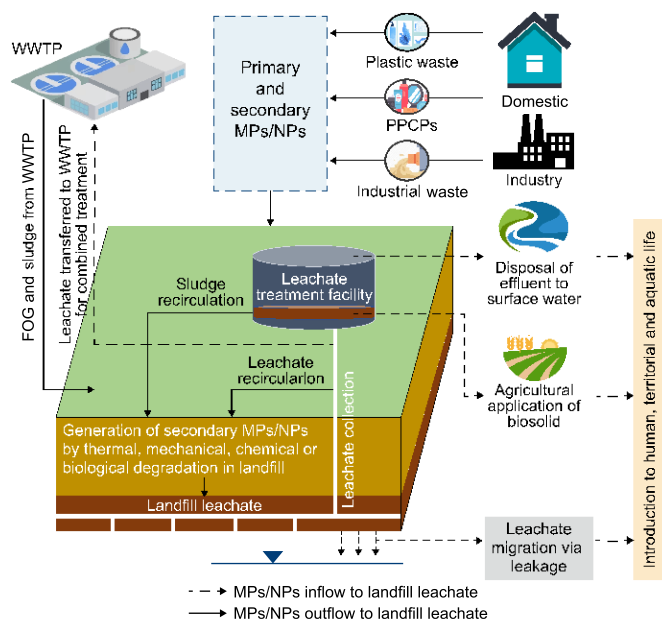 WWTP
Primary
and
secondary
MPs/NPs
Plastic waste
PPCPs
Industrial waste
Domestic
Industry
FOG and sludge from WWTP
Leachate transferred to WWTP
for combined treatment
Sludge
recirculation
Leachate
treatment facility
Leachate
recircularlon
Leachate collection
Generation of secondary MPs/NPs
by thermal, mechanical, chemical or
biological degradation in landfill
Landfill leachate
Disposal of
effluent to
surface water
Agricultural
application of
biosolid
Leachate
migration via
leakage
Introduction to human, territorial and aquatic life
MPs/NPs inflow to landfill leachate
MPs/NPs outflow to landfill leachate